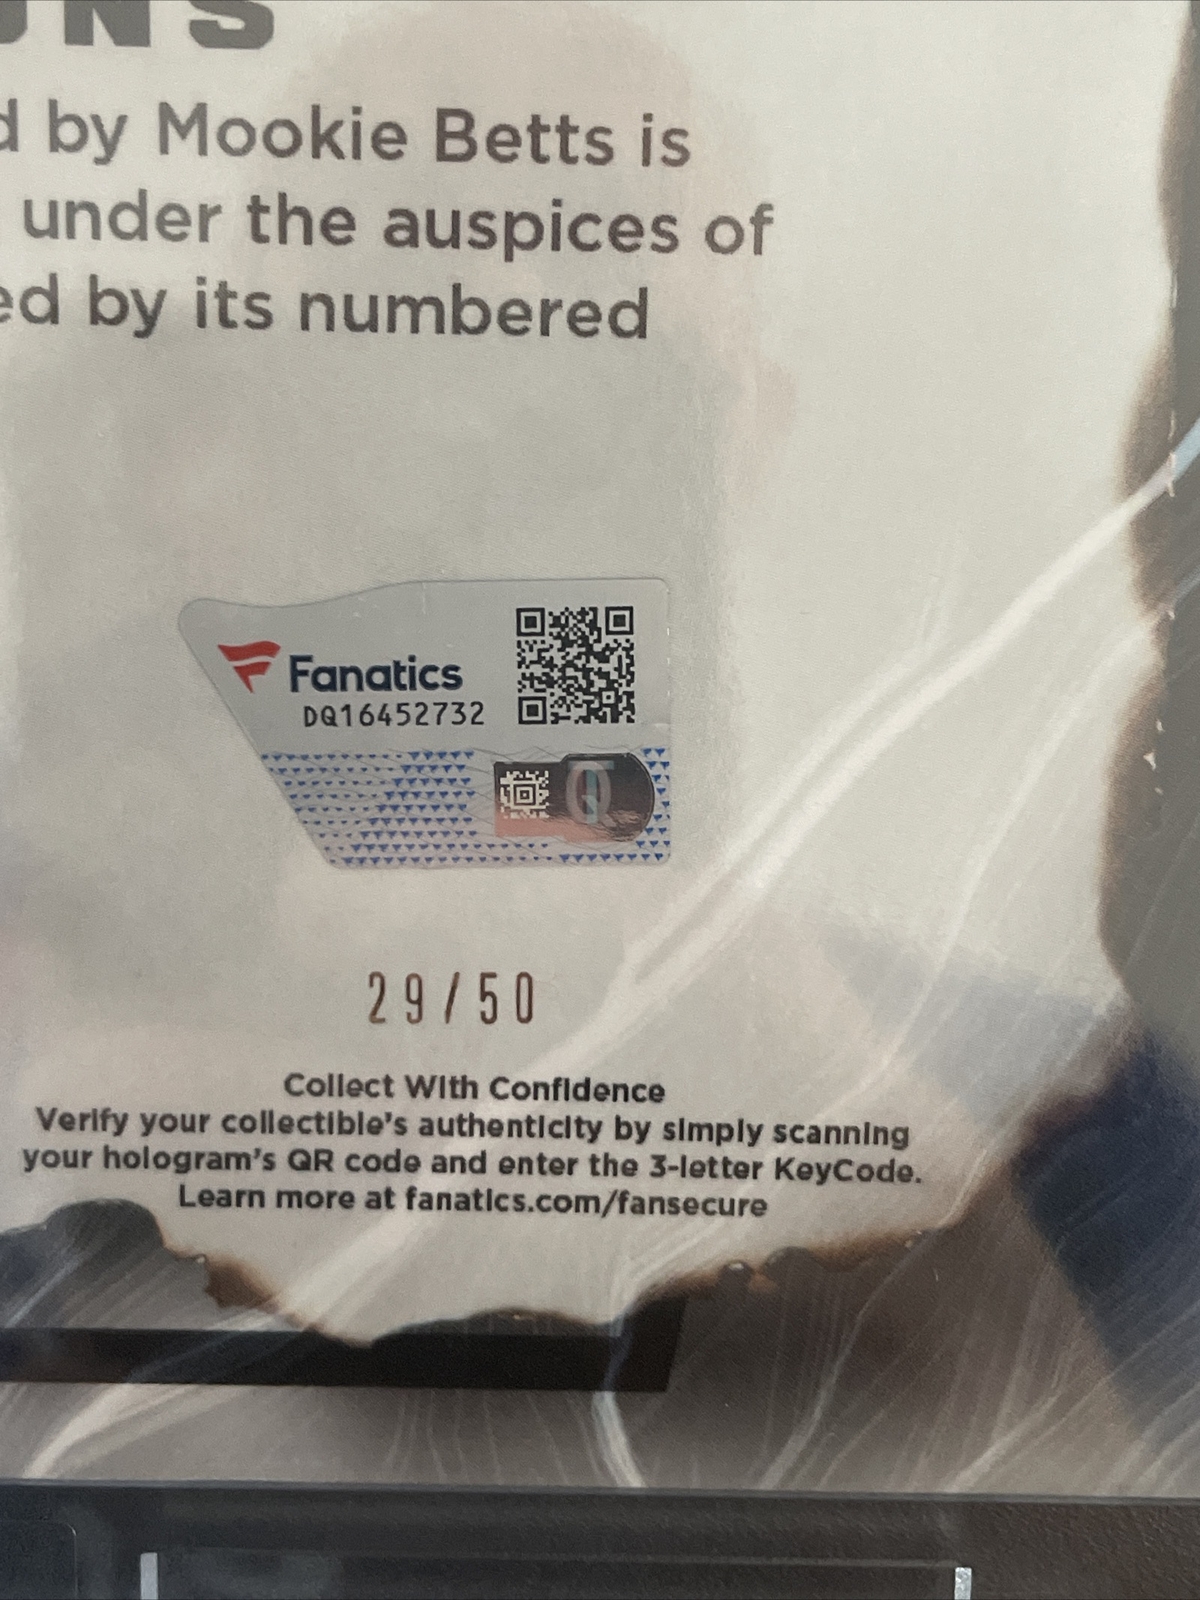 by Mookie Betts is
under the auspices of
by its numbered
Fanatics
DQ16452732
Q
29/50
Collect With Confidence
Verify your collectible's authenticity by simply scanning
your hologram's QR code and enter the 3-letter KeyCode.
Learn more at fanatics.com/fansecure